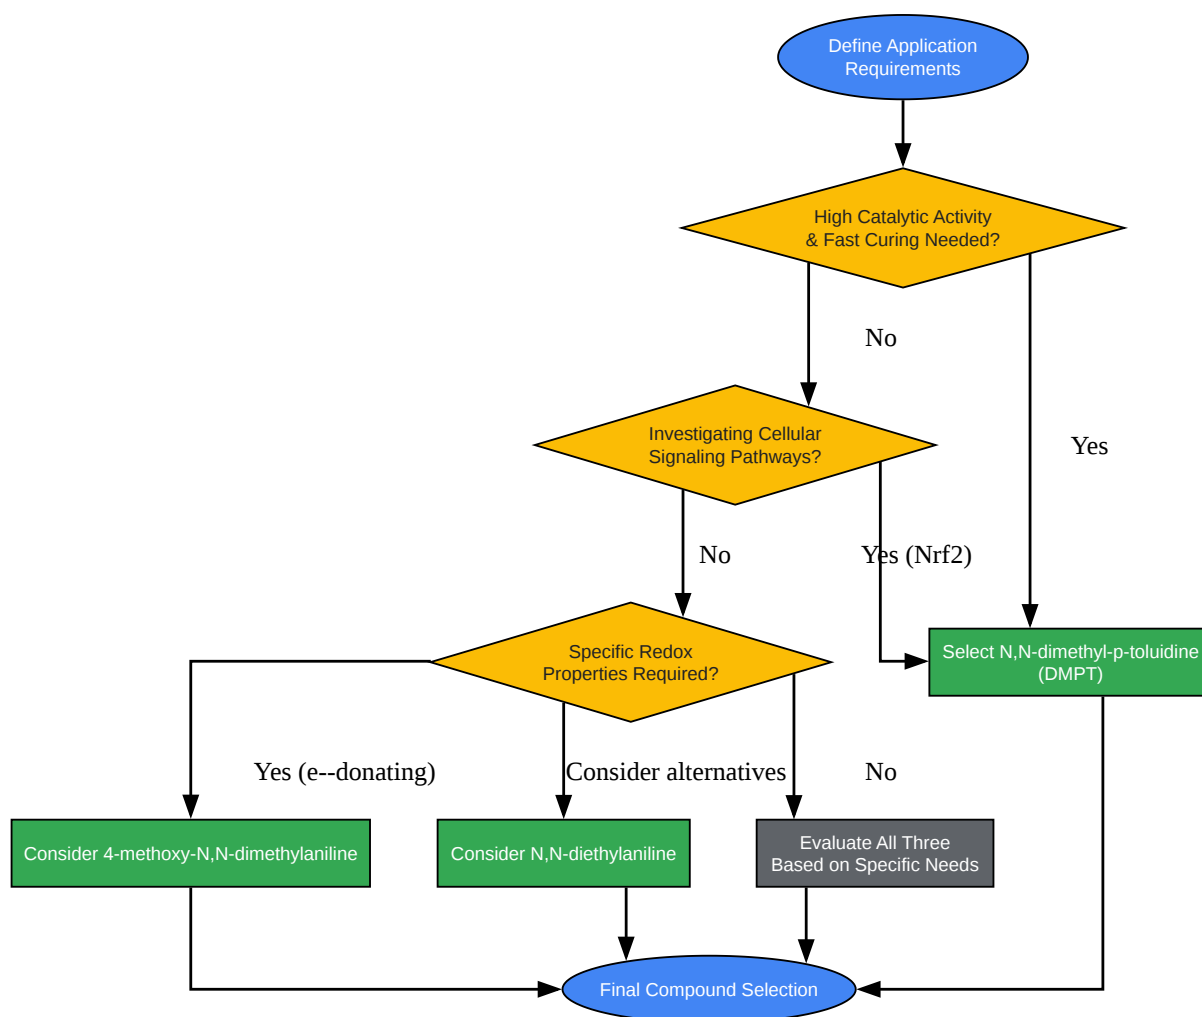 Define Application
Requirements
High Catalytic Activity
& Fast Curing Needed?
No
Investigating Cellular
Signaling Pathways?
Yes
No
Yes (Nrf2)
Specific Redox
Properties Required?
Select N,N-dimethyl-p-toluidine
(DMPT)
Yes (e--donating)
Consider alternatives
No
Consider 4-methoxy-N,N-dimethylaniline
Consider N,N-diethylaniline
Evaluate All Three
Based on Specific Needs
Final Compound Selection